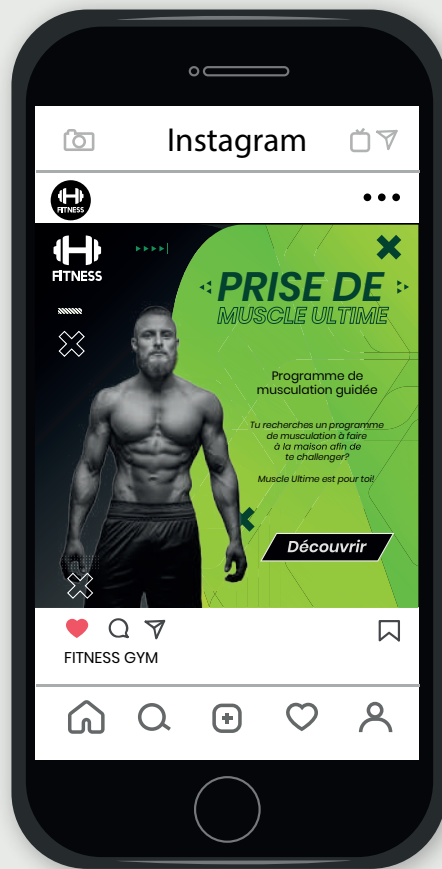 Instagram
FITNESS
FITNESS
PRISE DE
MUSCLE ULTIME
Programme de
musculation guidée
Tu recherches un programme
de musculation à faire
à la maison afin de
te challenger?
Muscle Ultime est pour toi!
Découvrir
FITNESS GYM